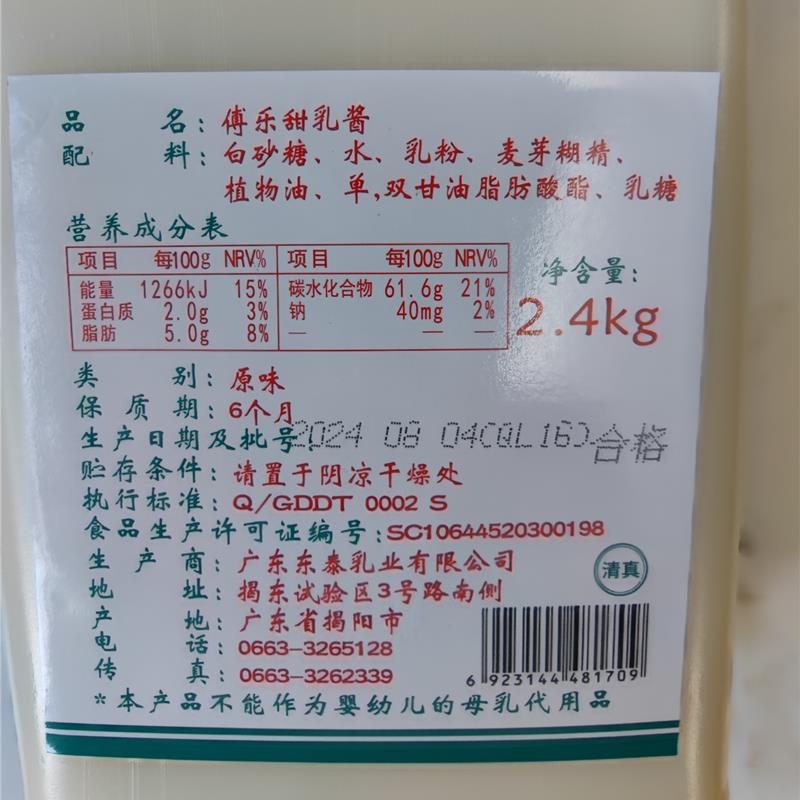 品 名：傅乐甜乳酱
配 料：白砂糖、水、乳粉、麦芽糊精、
植物油、单,双甘油脂肪酸酯、乳糖
营养成分表
项目 每100g NRV% 项目 每100g NRV%
能量 1266kJ 15% 碳水化合物 61.6g 21%
蛋白质 2.0g 3% 钠 40mg 2%
脂肪 5.0g 8% — — —
净含量：
2.4kg
类 别：原味
保 质 期：6个月
生产日期及批号：2024 08 04(QL16)合格
贮存条件：请置于阴凉干燥处
执行标准：Q/GDDT 0002 S
食品生产许可证编号：SC10644520300198
生 产 商：广东东泰乳业有限公司
地 址：揭东试验区3号路南侧
产 地：广东省揭阳市
电 话：0663-3265128
传 真：0663-3262339
清真
6 923144 481709
*本产品不能作为婴幼儿的母乳代用品